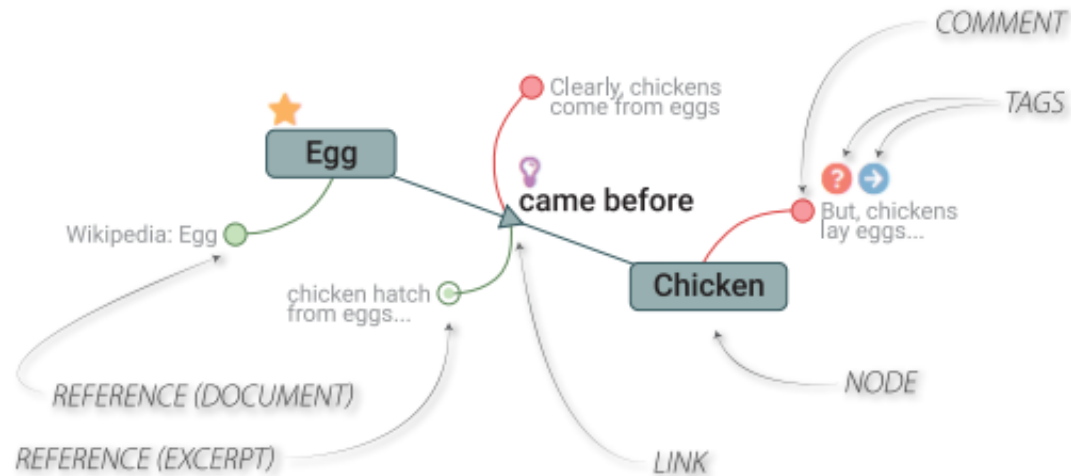 COMMENT
Clearly, chickens
come from eggs
TAGS
Egg
?
came before
But, chickens
lay eggs...
Wikipedia: Egg
Chicken
chicken hatch
from eggs...
NODE
REFERENCE (DOCUMENT)
REFERENCE (EXCERPT)
LINK